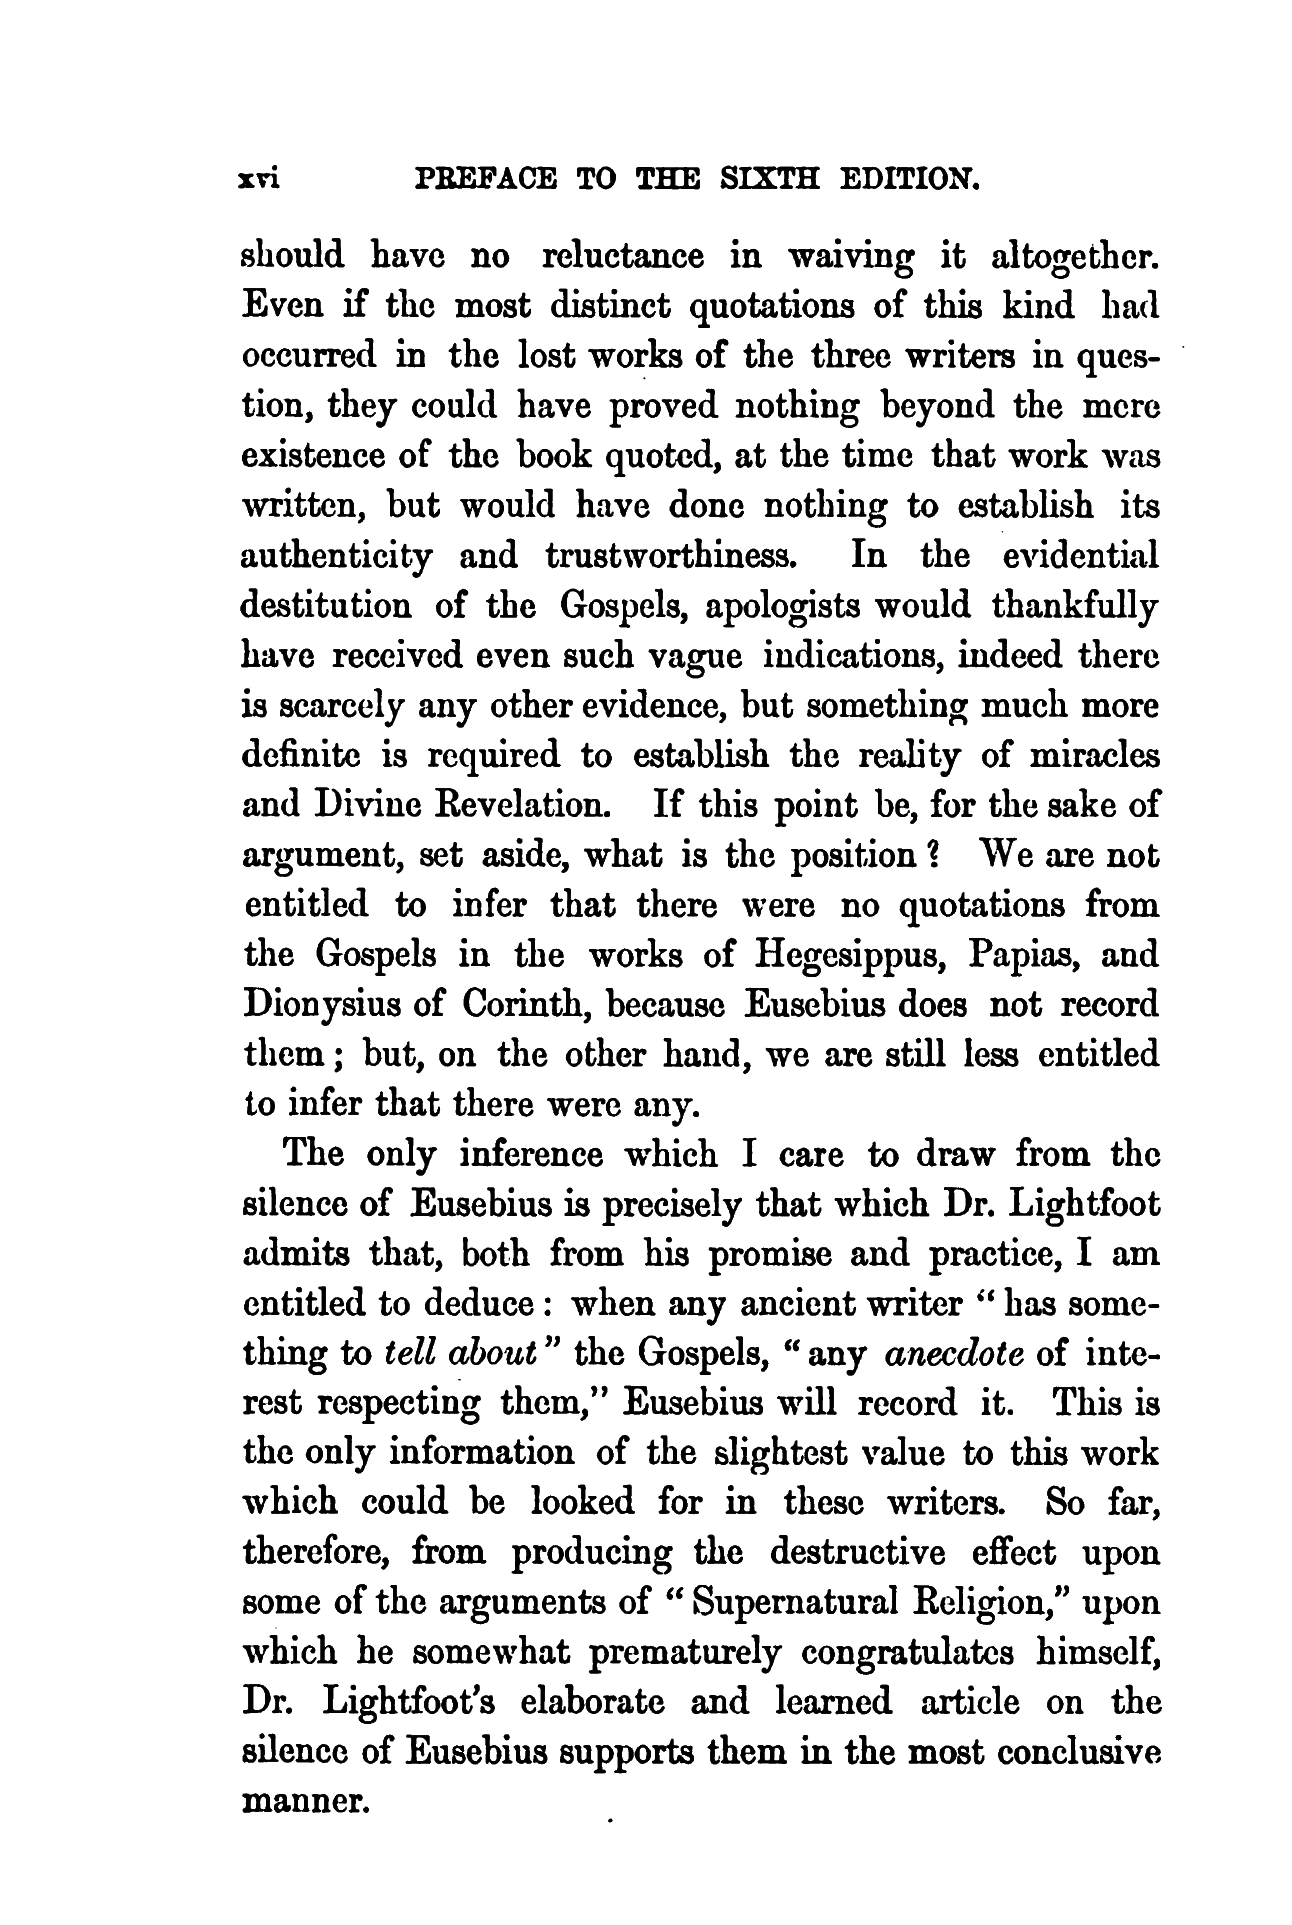 xvi PREFACE TO THE SIXTH EDITION.
should have no reluctance in waiving it altogether.
Even if the most distinct quotations of this kind had
occurred in the lost works of the three writers in ques-
tion, they could have proved nothing beyond the mere
existence of the book quoted, at the time that work was
written, but would have done nothing to establish its
authenticity and trustworthiness. In the evidential
destitution of the Gospels, apologists would thankfully
have received even such vague indications, indeed there
is scarcely any other evidence, but something much more
definite is required to establish the reality of miracles
and Divine Revelation. If this point be, for the sake of
argument, set aside, what is the position? We are not
entitled to infer that there were no quotations from
the Gospels in the works of Hegesippus, Papias, and
Dionysius of Corinth, because Eusebius does not record
them; but, on the other hand, we are still less entitled
to infer that there were any.
The only inference which I care to draw from the
silence of Eusebius is precisely that which Dr. Lightfoot
admits that, both from his promise and practice, I am
entitled to deduce: when any ancient writer "has some-
thing to tell about" the Gospels, "any anecdote of inte-
rest respecting them," Eusebius will record it. This is
the only information of the slightest value to this work
which could be looked for in these writers. So far,
therefore, from producing the destructive effect upon
some of the arguments of "Supernatural Religion," upon
which he somewhat prematurely congratulates himself,
Dr. Lightfoot's elaborate and learned article on the
silence of Eusebius supports them in the most conclusive
manner.